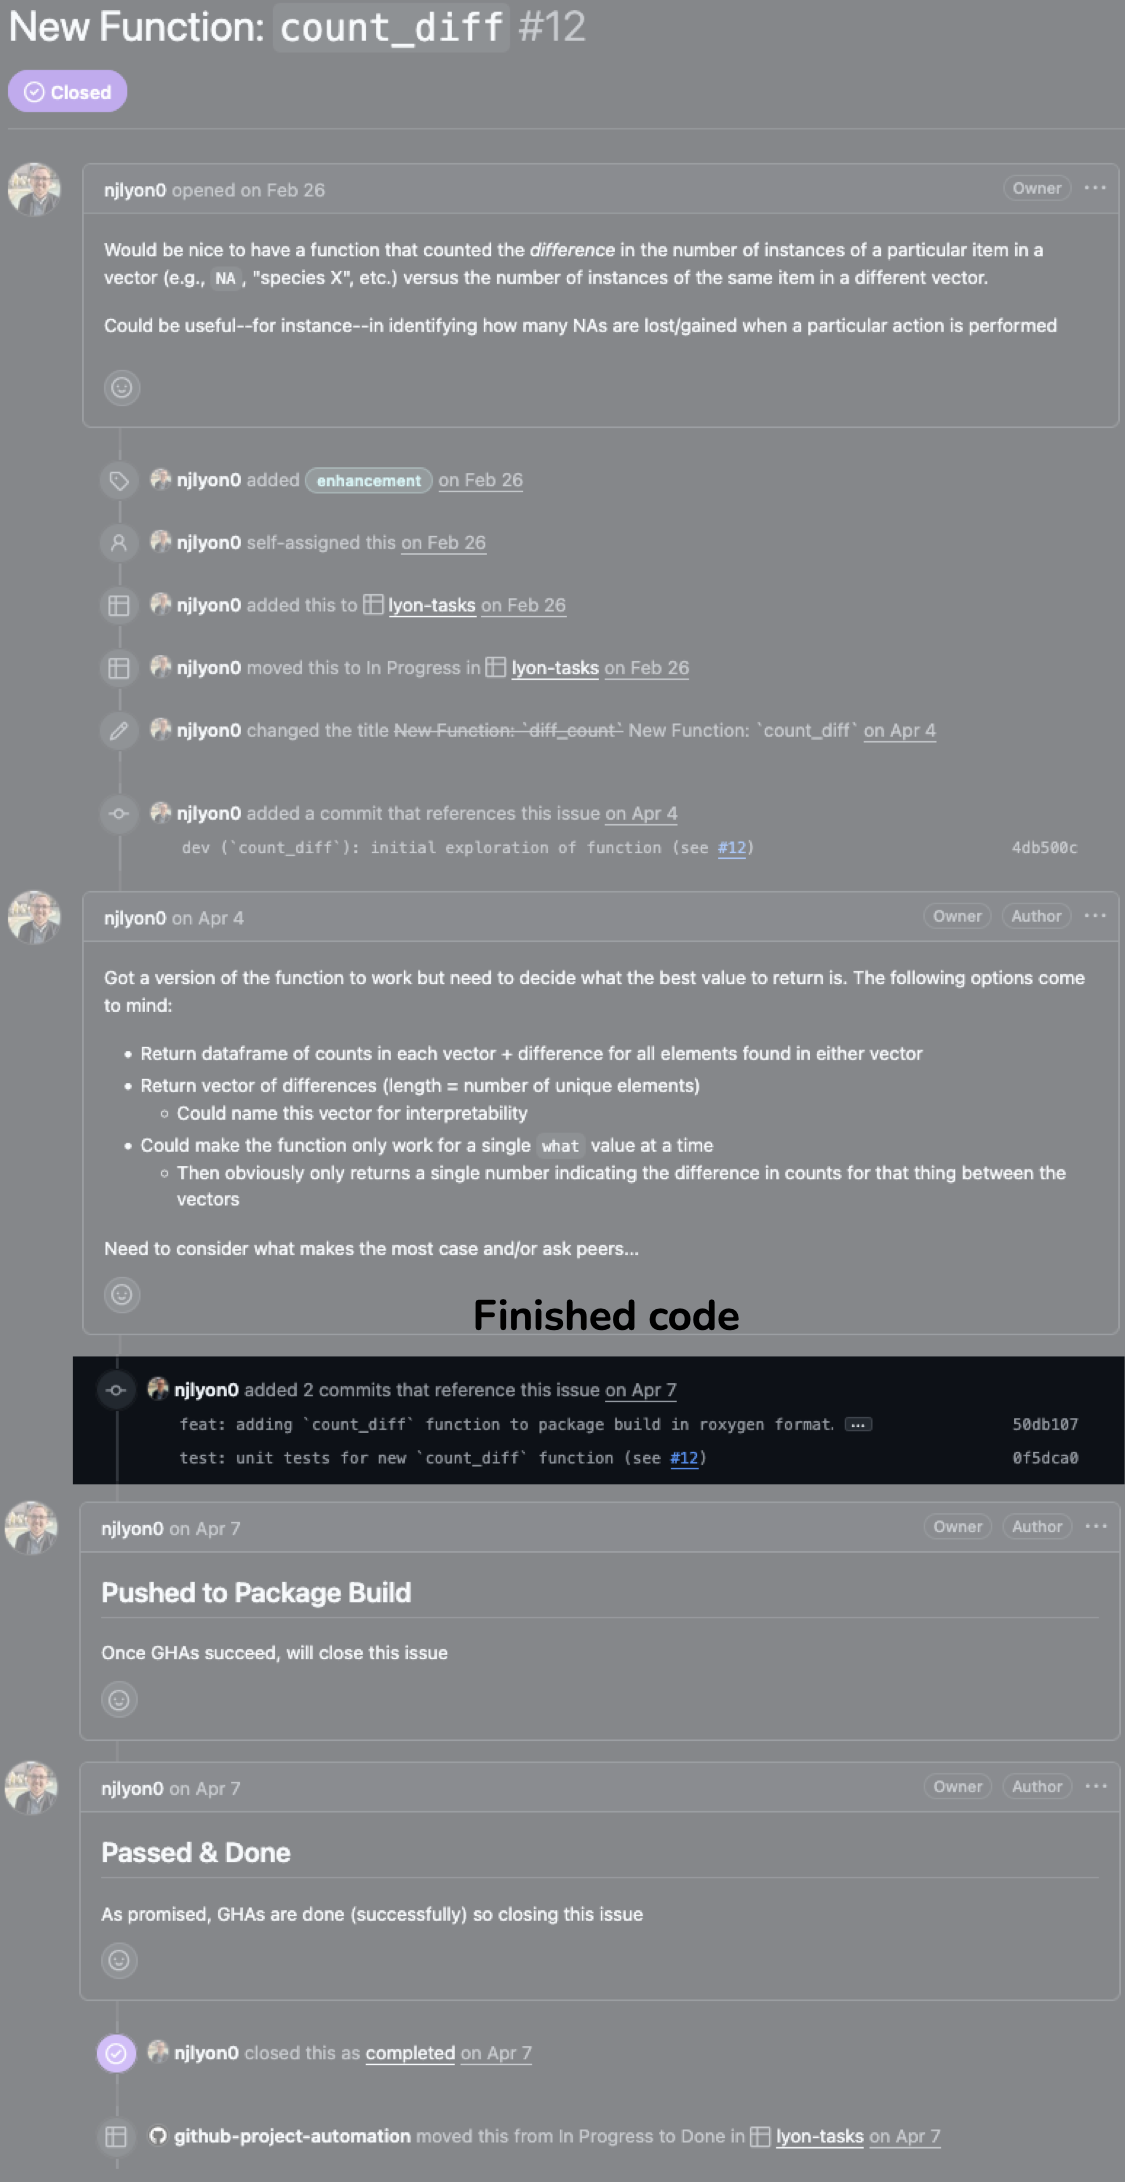 New Function: count_diff #12
Closed
njlyon0 opened on Feb 26
Owner
Would be nice to have a function that counted the difference in the number of instances of a particular item in a
vector (e.g., NA, "species X", etc.) versus the number of instances of the same item in a different vector.
Could be useful--for instance--in identifying how many NAs are lost/gained when a particular action is performed
njlyon0 added enhancement on Feb 26
njlyon0 self-assigned this on Feb 26
njlyon0 added this to lyon-tasks on Feb 26
njlyon0 moved this to In Progress in lyon-tasks on Feb 26
njlyon0 changed the title New Function: `diff_count` New Function: `count_diff` on Apr 4
njlyon0 added a commit that references this issue on Apr 4
dev (`count_diff`): initial exploration of function (see #12) 4db500c
njlyon0 on Apr 4
Owner Author
Got a version of the function to work but need to decide what the best value to return is. The following options come
to mind:
• Return dataframe of counts in each vector + difference for all elements found in either vector
• Return vector of differences (length = number of unique elements)
◦ Could name this vector for interpretability
• Could make the function only work for a single what value at a time
◦ Then obviously only returns a single number indicating the difference in counts for that thing between the
vectors
Need to consider what makes the most case and/or ask peers...
Finished code
njlyon0 added 2 commits that reference this issue on Apr 7
feat: adding `count_diff` function to package build in roxygen format. ... 50db107
test: unit tests for new `count_diff` function (see #12) 0f5dca0
njlyon0 on Apr 7
Owner Author
Pushed to Package Build
Once GHAs succeed, will close this issue
njlyon0 on Apr 7
Owner Author
Passed & Done
As promised, GHAs are done (successfully) so closing this issue
njlyon0 closed this as completed on Apr 7
github-project-automation moved this from In Progress to Done in lyon-tasks on Apr 7